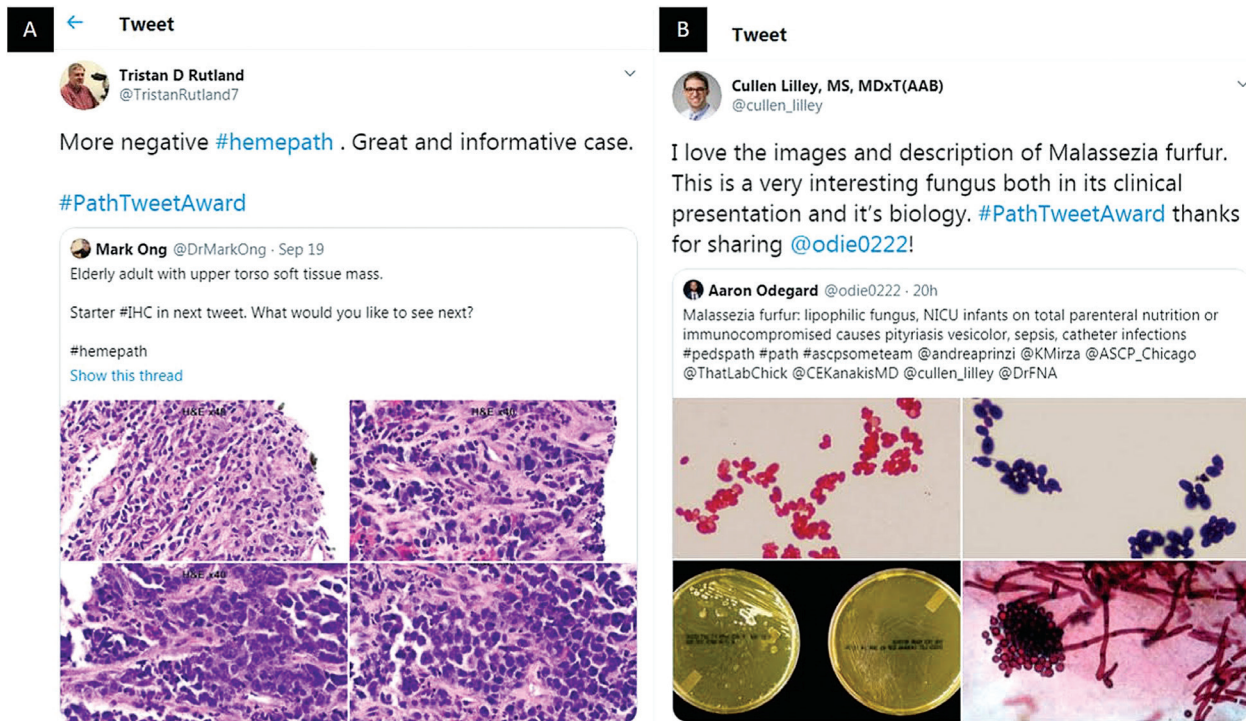 A
Tweet
Tristan D Rutland
@TristanRutland7
More negative #hemepath . Great and informative case.
#PathTweetAward
Mark Ong @DrMarkOng · Sep 19
Elderly adult with upper torso soft tissue mass.
Starter #IHC in next tweet. What would you like to see next?
#hemepath
Show this thread
H&E x40
H&E x40
H&E x40
B
Tweet
Cullen Lilley, MS, MDxT(AAB)
@cullen_lilley
I love the images and description of Malassezia furfur.
This is a very interesting fungus both in its clinical
presentation and it's biology. #PathTweetAward thanks
for sharing @odie0222!
Aaron Odegard @odie0222 · 20h
Malassezia furfur: lipophilic fungus, NICU infants on total parenteral nutrition or
immunocompromised causes pityriasis vesicolor, sepsis, catheter infections
#pedspath #path #ascpsometeam @andreaprinzi @KMirza @ASCP_Chicago
@ThatLabChick @CEKanakisMD @cullen_lilley @DrFNA